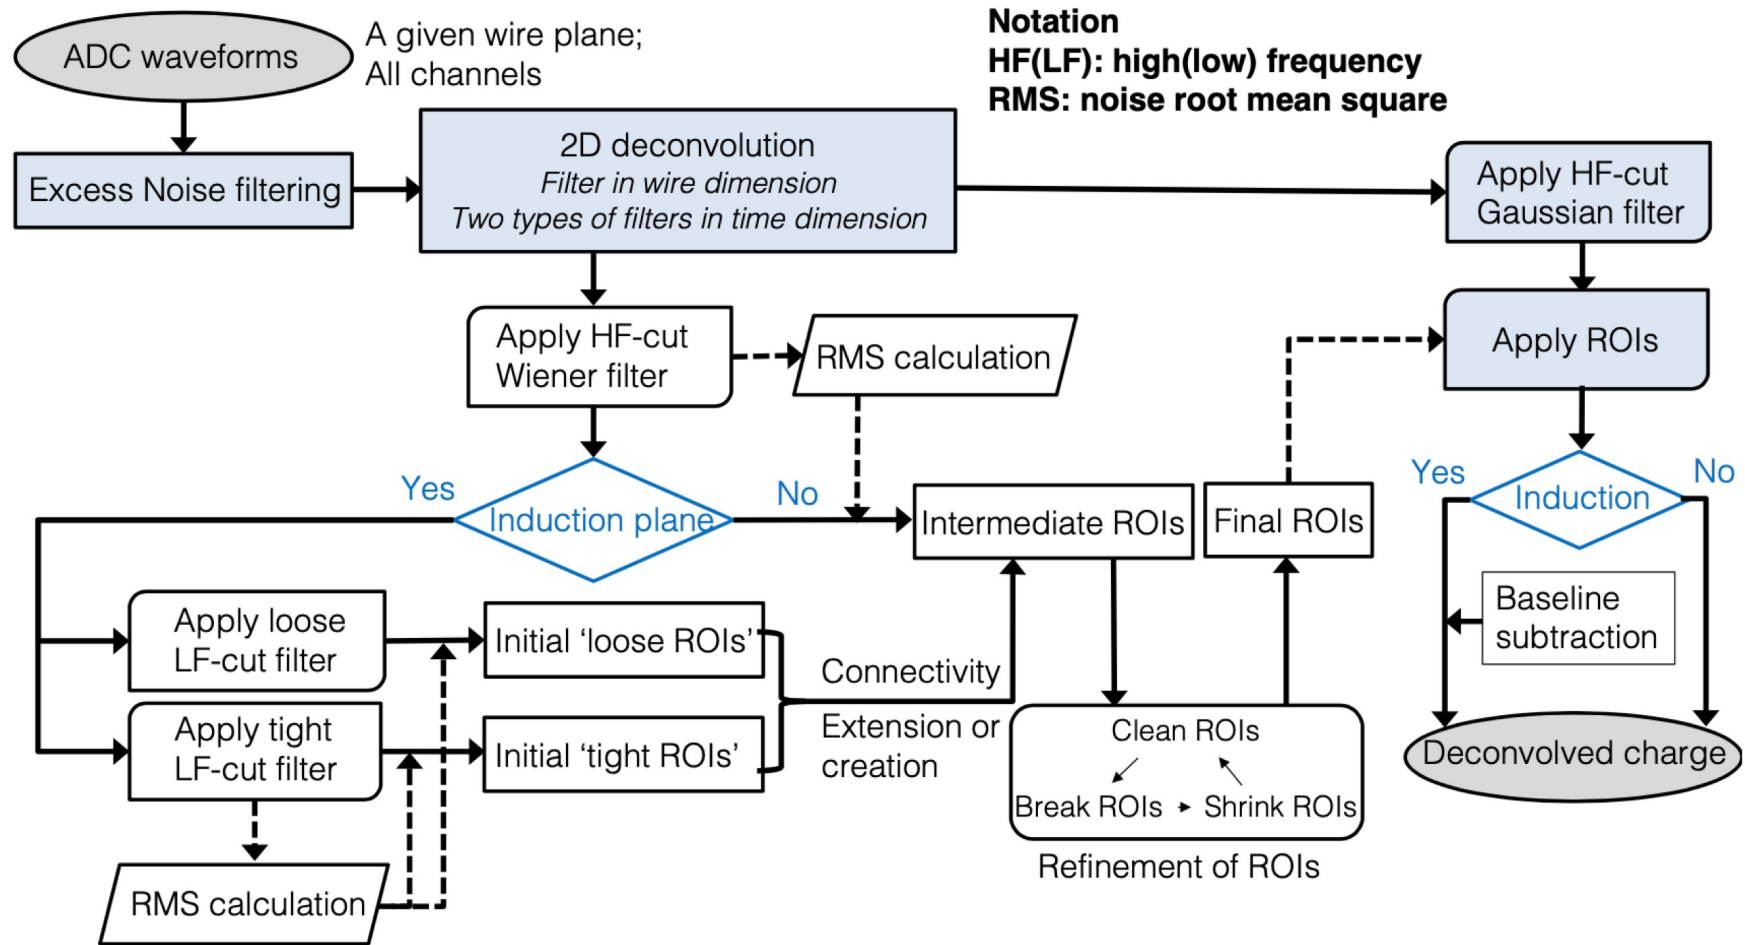 ADC waveforms
A given wire plane;
All channels
Notation
HF(LF): high(low) frequency
RMS: noise root mean square
Excess Noise filtering
2D deconvolution
Filter in wire dimension
Two types of filters in time dimension
Apply HF-cut
Gaussian filter
Apply HF-cut
Wiener filter
RMS calculation
Apply ROIs
Yes
Induction plane
No
Intermediate ROIs
Final ROIs
Yes
Induction
No
Baseline
subtraction
Apply loose
LF-cut filter
Initial ‘loose ROIs’
Apply tight
LF-cut filter
Initial ‘tight ROIs’
Connectivity
Extension or
creation
Clean ROIs
Break ROIs
Shrink ROIs
Refinement of ROIs
Deconvolved charge
RMS calculation